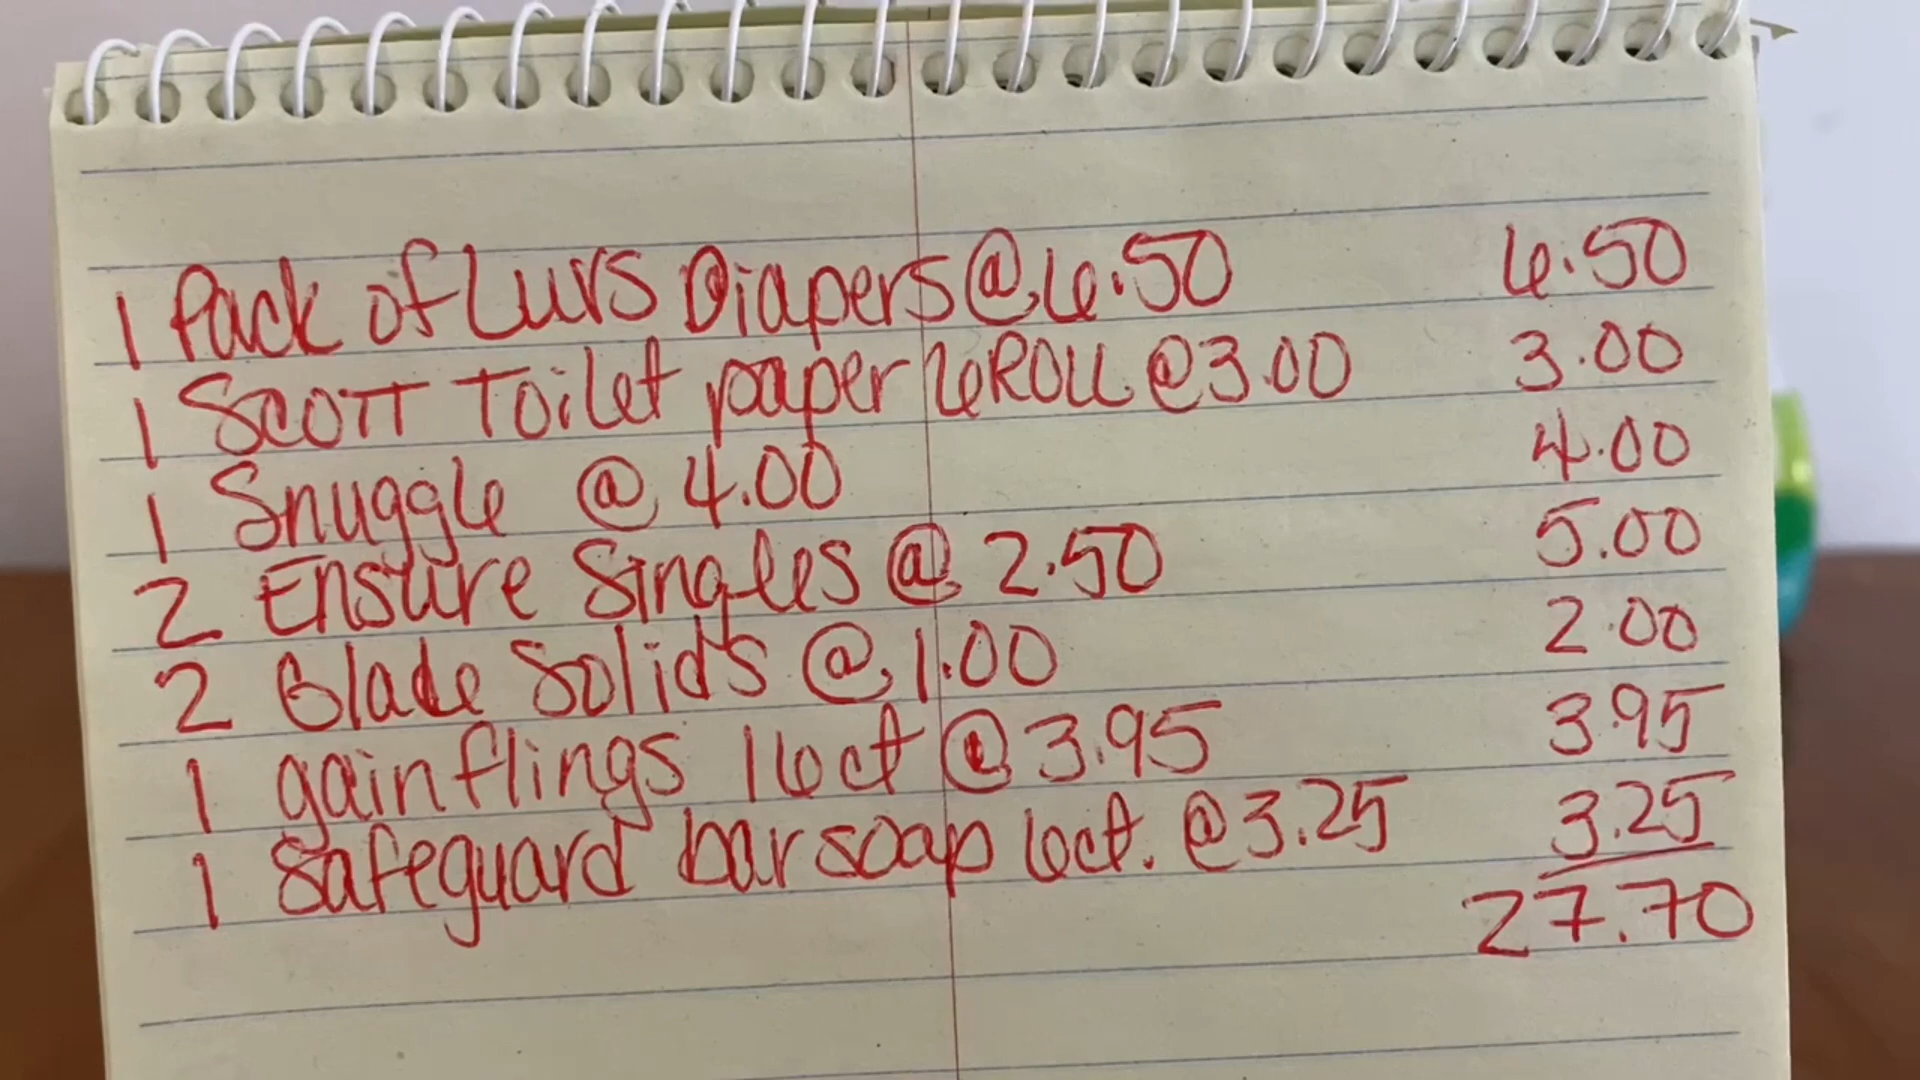 1 Pack of Luvs Diapers @ 6.50 6.50
1 Scott Toilet paper 6 Roll @ 3.00 3.00
1 Snuggle @ 4.00 4.00
2 Ensure Singles @ 2.50 5.00
2 Glade Solids @ 1.00 2.00
1 gain flings 16ct @ 3.95 3.95
1 Safeguard bar soap 6ct. @ 3.25 3.25
27.70